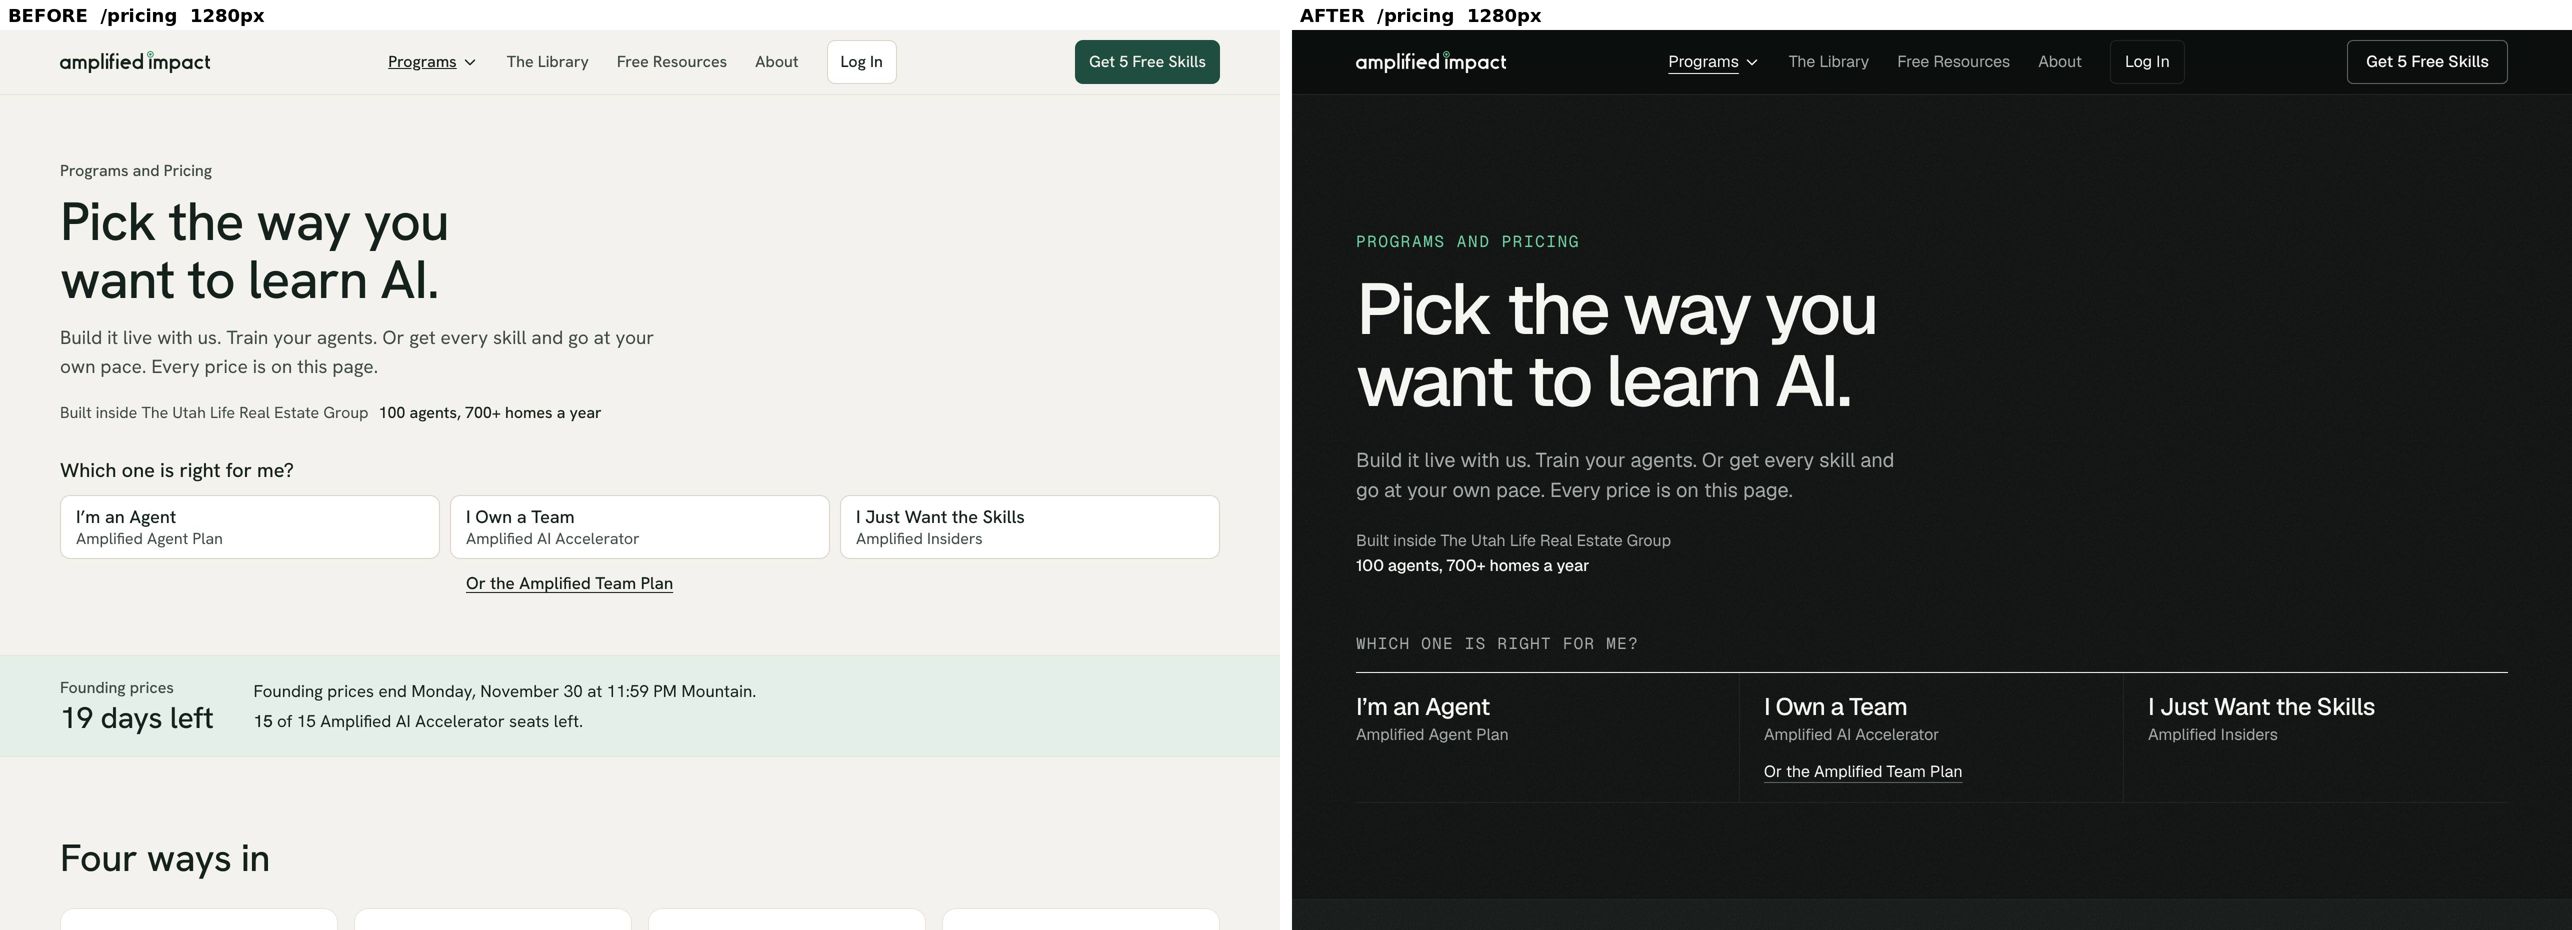 BEFORE /pricing 1280px
amplified impact
Programs
The Library
Free Resources
About
Log In
Get 5 Free Skills
Programs and Pricing
Pick the way you
want to learn AI.
Build it live with us. Train your agents. Or get every skill and go at your
own pace. Every price is on this page.
Built inside The Utah Life Real Estate Group 100 agents, 700+ homes a year
Which one is right for me?
I’m an Agent
Amplified Agent Plan
I Own a Team
Amplified AI Accelerator
I Just Want the Skills
Amplified Insiders
Or the Amplified Team Plan
Founding prices
19 days left
Founding prices end Monday, November 30 at 11:59 PM Mountain.
15 of 15 Amplified AI Accelerator seats left.
Four ways in
AFTER /pricing 1280px
amplified impact
Programs
The Library
Free Resources
About
Log In
Get 5 Free Skills
PROGRAMS AND PRICING
Pick the way you
want to learn AI.
Build it live with us. Train your agents. Or get every skill and
go at your own pace. Every price is on this page.
Built inside The Utah Life Real Estate Group
100 agents, 700+ homes a year
WHICH ONE IS RIGHT FOR ME?
I’m an Agent
Amplified Agent Plan
I Own a Team
Amplified AI Accelerator
Or the Amplified Team Plan
I Just Want the Skills
Amplified Insiders